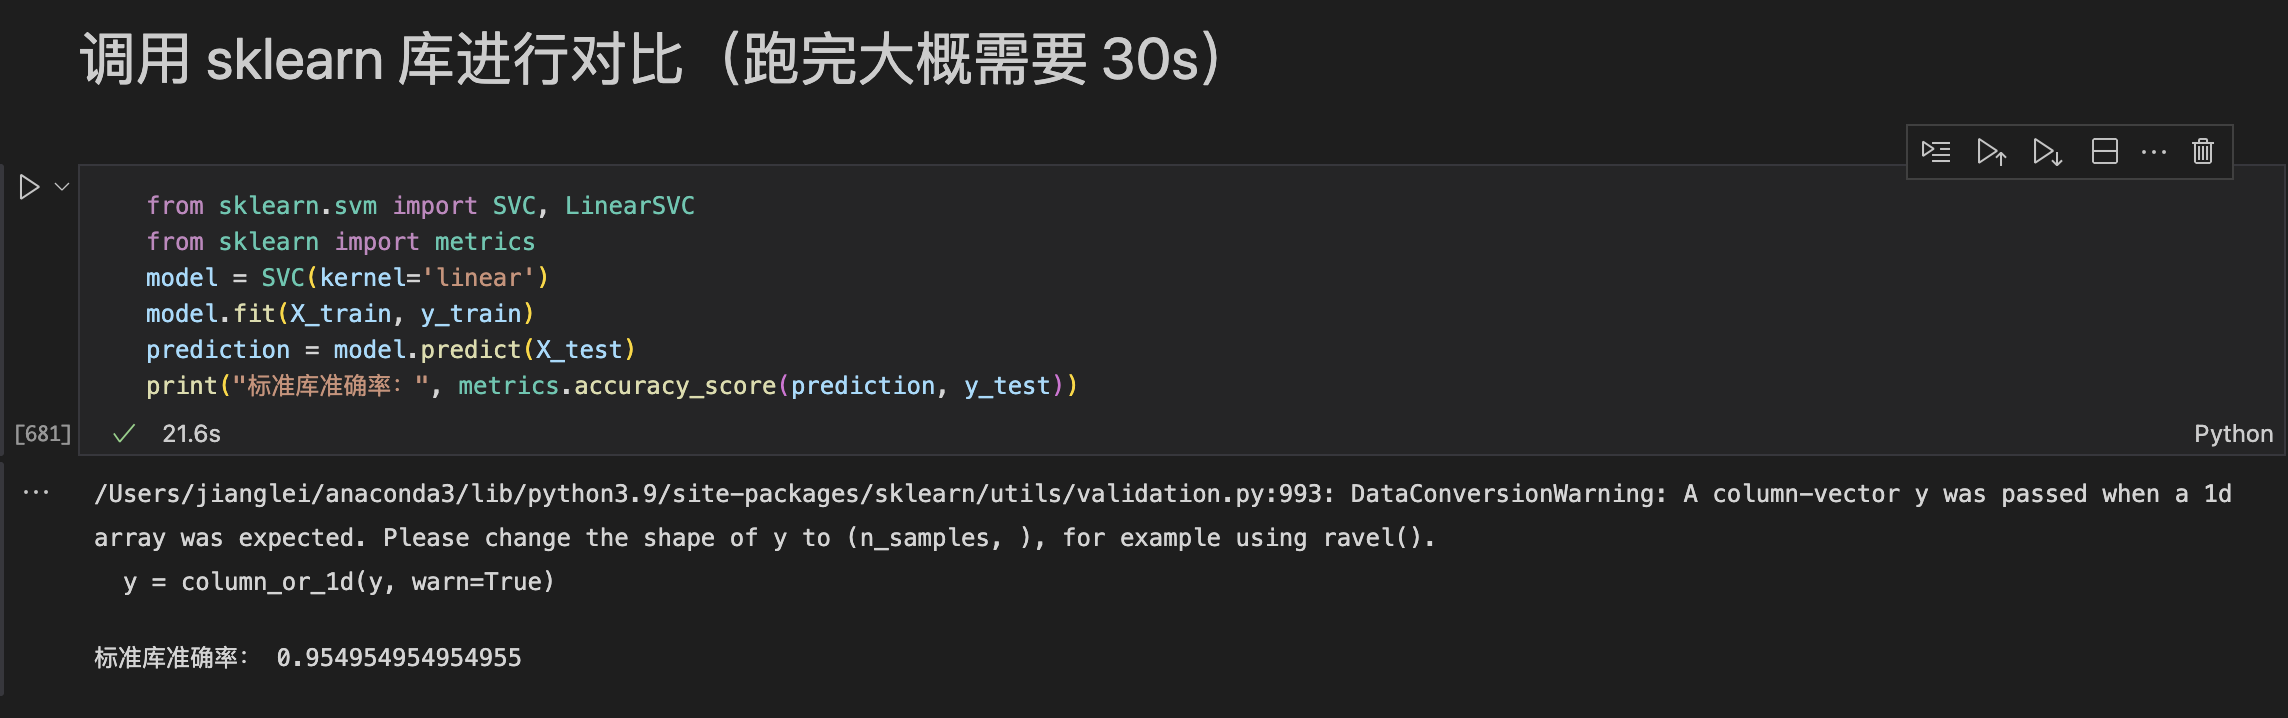 调用 sklearn 库进行对比（跑完大概需要 30s）
from sklearn.svm import SVC, LinearSVC
from sklearn import metrics
model = SVC(kernel='linear')
model.fit(X_train, y_train)
prediction = model.predict(X_test)
print("标准库准确率：", metrics.accuracy_score(prediction, y_test))
[681] 21.6s Python
/Users/jianglei/anaconda3/lib/python3.9/site-packages/sklearn/utils/validation.py:993: DataConversionWarning: A column-vector y was passed when a 1d
array was expected. Please change the shape of y to (n_samples, ), for example using ravel().
y = column_or_1d(y, warn=True)
标准库准确率： 0.954954954954955